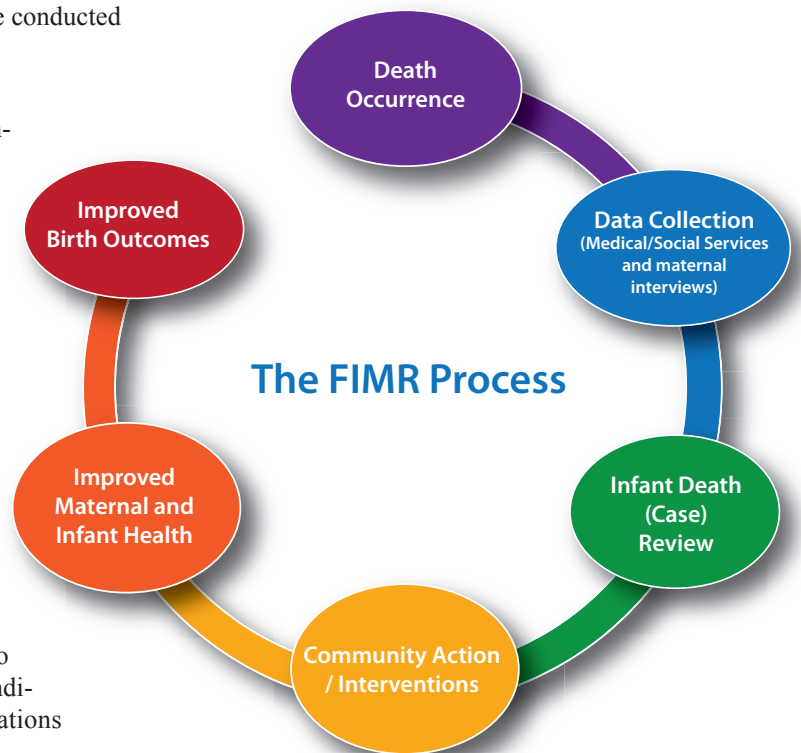 e conducted
n-
o
ndi-
ations
The FIMR Process
Death
Occurrence
Data Collection
(Medical/Social Services
and maternal
interviews)
Infant Death
(Case)
Review
Community Action
/ Interventions
Improved
Maternal and
Infant Health
Improved
Birth Outcomes